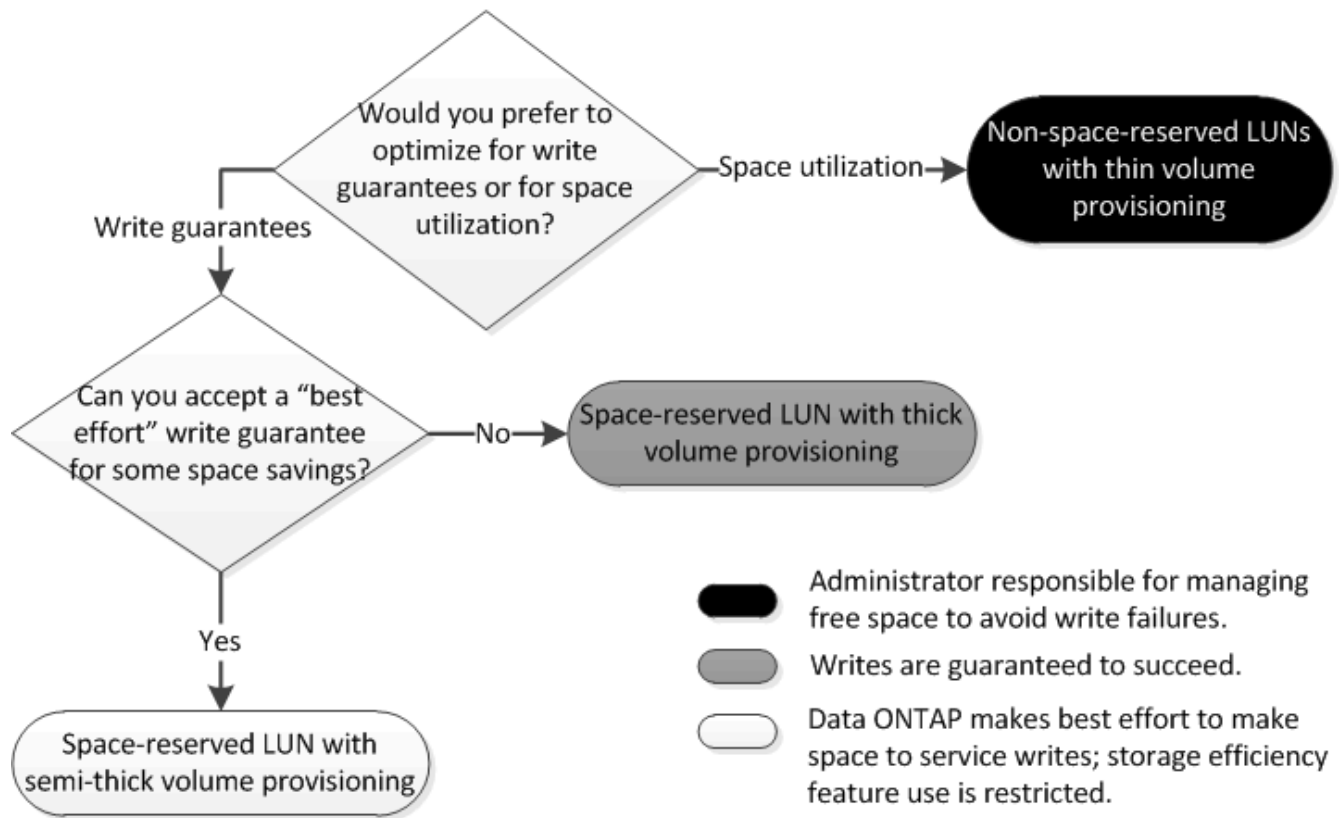 Would you prefer to
optimize for write
guarantees or for space
utilization?
Space utilization
Non-space-reserved LUNs
with thin volume
provisioning
Write guarantees
Can you accept a “best
effort” write guarantee
for some space savings?
No
Space-reserved LUN with thick
volume provisioning
Yes
Space-reserved LUN with
semi-thick volume provisioning
Administrator responsible for managing
free space to avoid write failures.
Writes are guaranteed to succeed.
Data ONTAP makes best effort to make
space to service writes; storage efficiency
feature use is restricted.